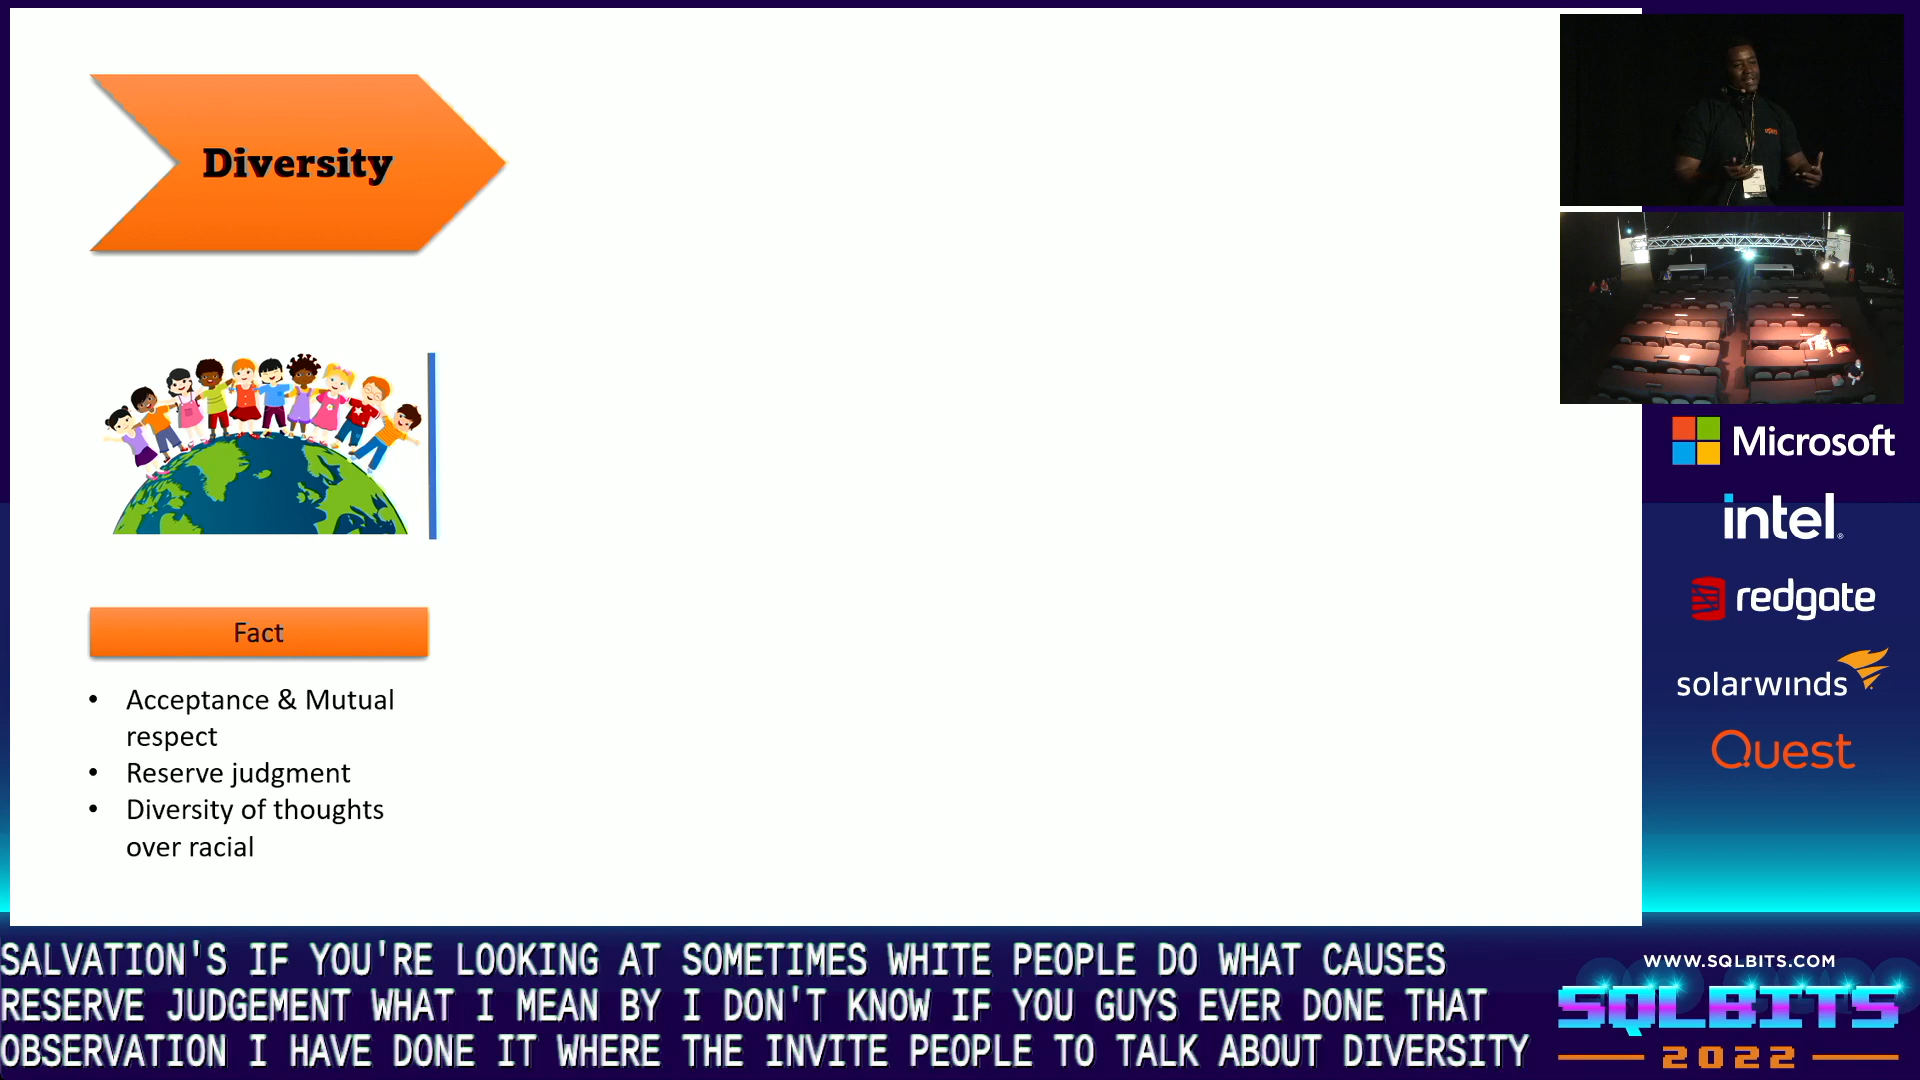 Diversity
Fact
• Acceptance & Mutual
respect
• Reserve judgment
• Diversity of thoughts
over racial
Microsoft
intel
redgate
solarwinds
Quest
SALVATION'S IF YOU'RE LOOKING AT SOMETIMES WHITE PEOPLE DO WHAT CAUSES
RESERVE JUDGEMENT WHAT I MEAN BY I DON'T KNOW IF YOU GUYS EVER DONE THAT
OBSERVATION I HAVE DONE IT WHERE THE INVITE PEOPLE TO TALK ABOUT DIVERSITY
WWW.SQLBITS.COM
SQLBITS
2022